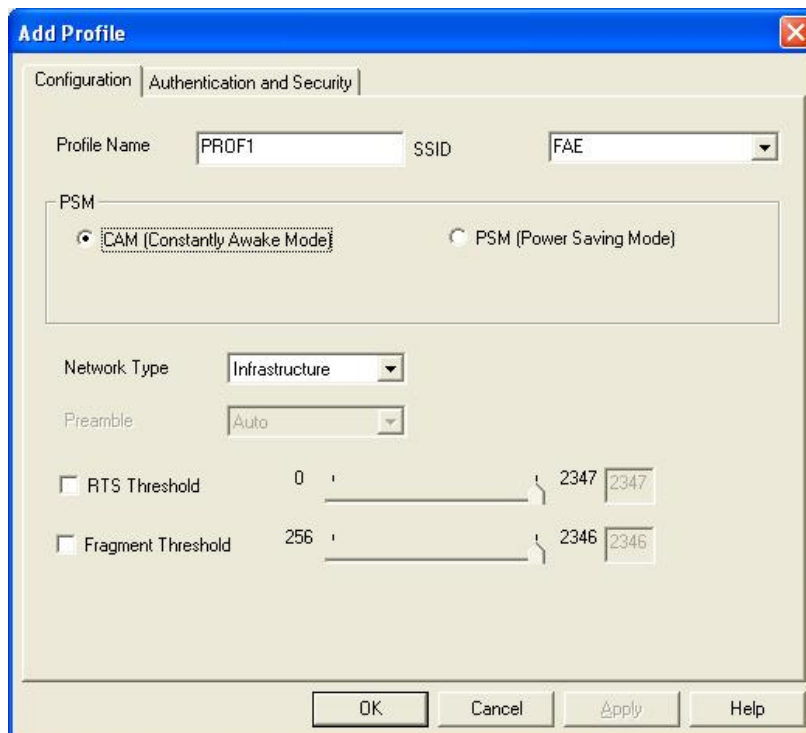 Add Profile
Configuration Authentication and Security
Profile Name PROF1 SSID FAE
PSM
CAM (Constantly Awake Mode) PSM (Power Saving Mode)
Network Type Infrastructure
Preamble Auto
RTS Threshold 0 2347 2347
Fragment Threshold 256 2346 2346
OK Cancel Apply Help